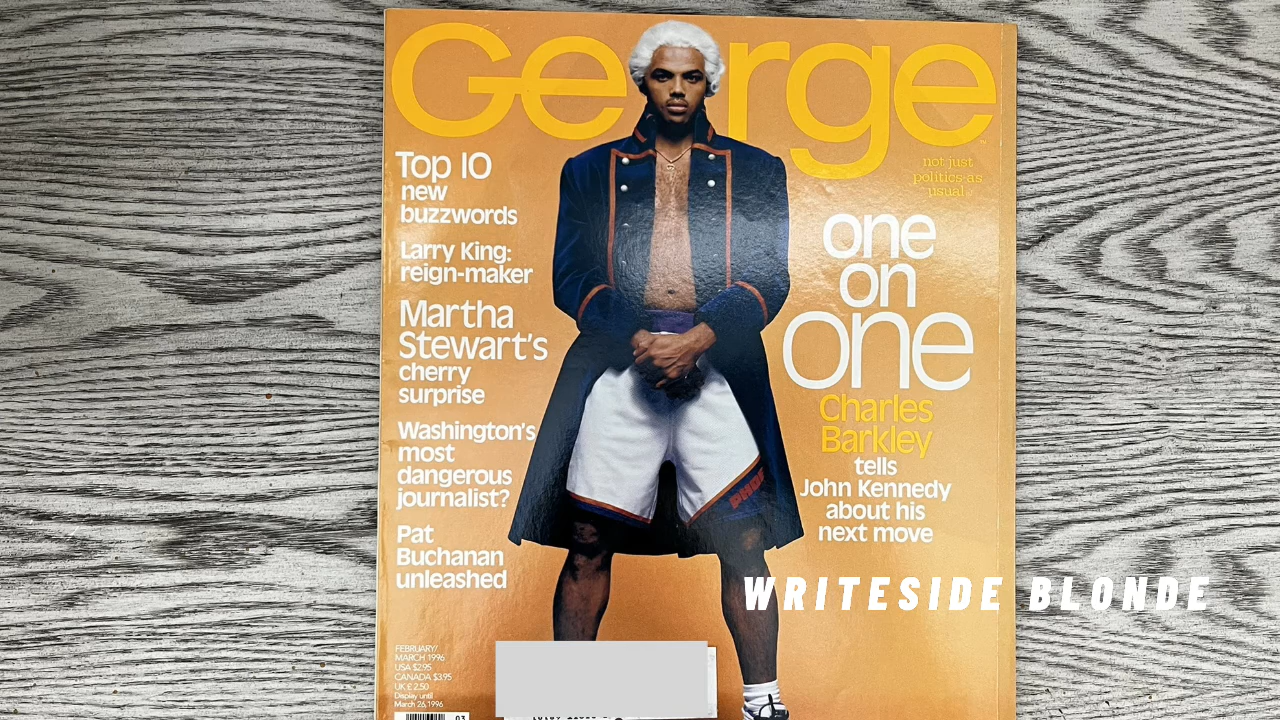 George
not just
politics as
usual
Top 10
new
buzzwords
Larry King:
reign-maker
Martha
Stewart's
cherry
surprise
Washington's
most
dangerous
journalist?
Pat
Buchanan
unleashed
one
on
one
Charles
Barkley
tells
John Kennedy
about his
next move
WRITESIDE BLONDE
FEBRUARY/
MARCH 1996
USA $2.95
CANADA $3.95
UK £ 2.50
Display until
March 26, 1996
03